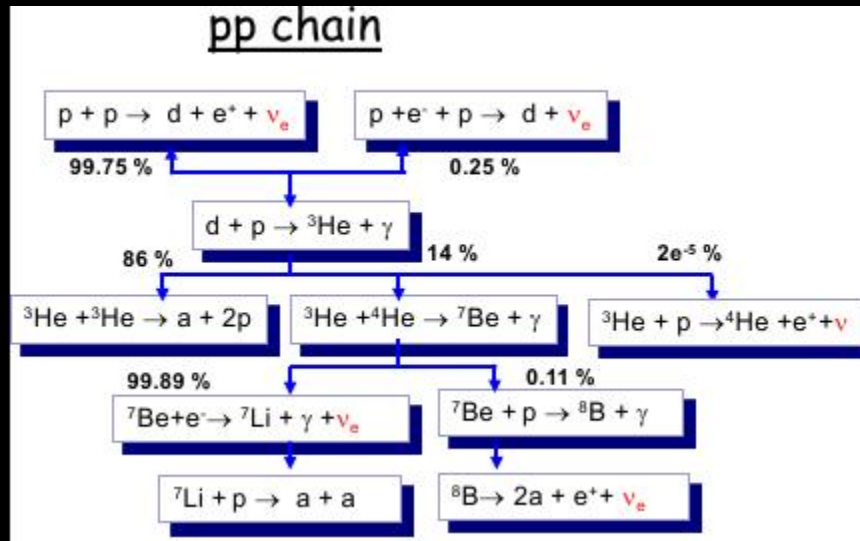 pp chain
p + p → d + e⁺ + νₑ
p +e⁻ + p → d + νₑ
99.75 %
0.25 %
d + p → ³He + γ
86 %
14 %
2e⁻⁵ %
³He +³He → a + 2p
³He +⁴He → ⁷Be + γ
³He + p →⁴He +e⁺+ν
99.89 %
0.11 %
⁷Be+e⁻→ ⁷Li + γ +νₑ
⁷Be + p → ⁸B + γ
⁷Li + p → a + a
⁸B→ 2a + e⁺+ νₑ